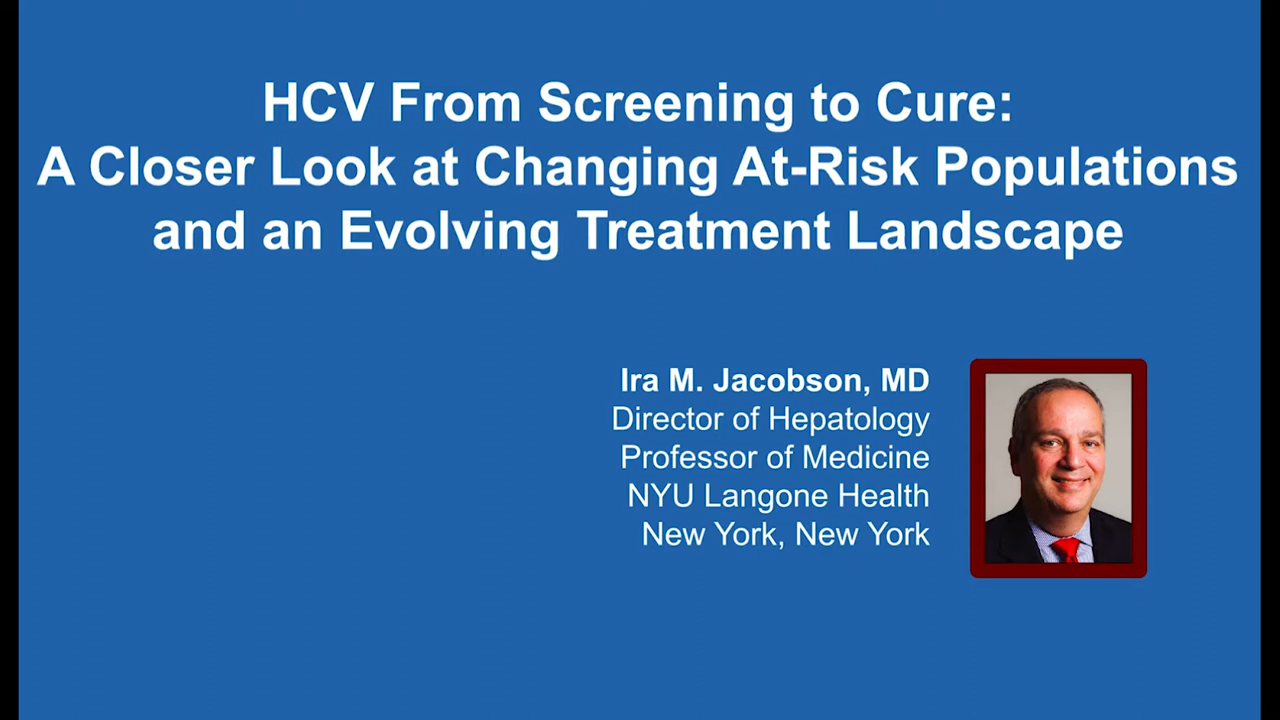 HCV From Screening to Cure:
A Closer Look at Changing At-Risk Populations
and an Evolving Treatment Landscape
Ira M. Jacobson, MD
Director of Hepatology
Professor of Medicine
NYU Langone Health
New York, New York